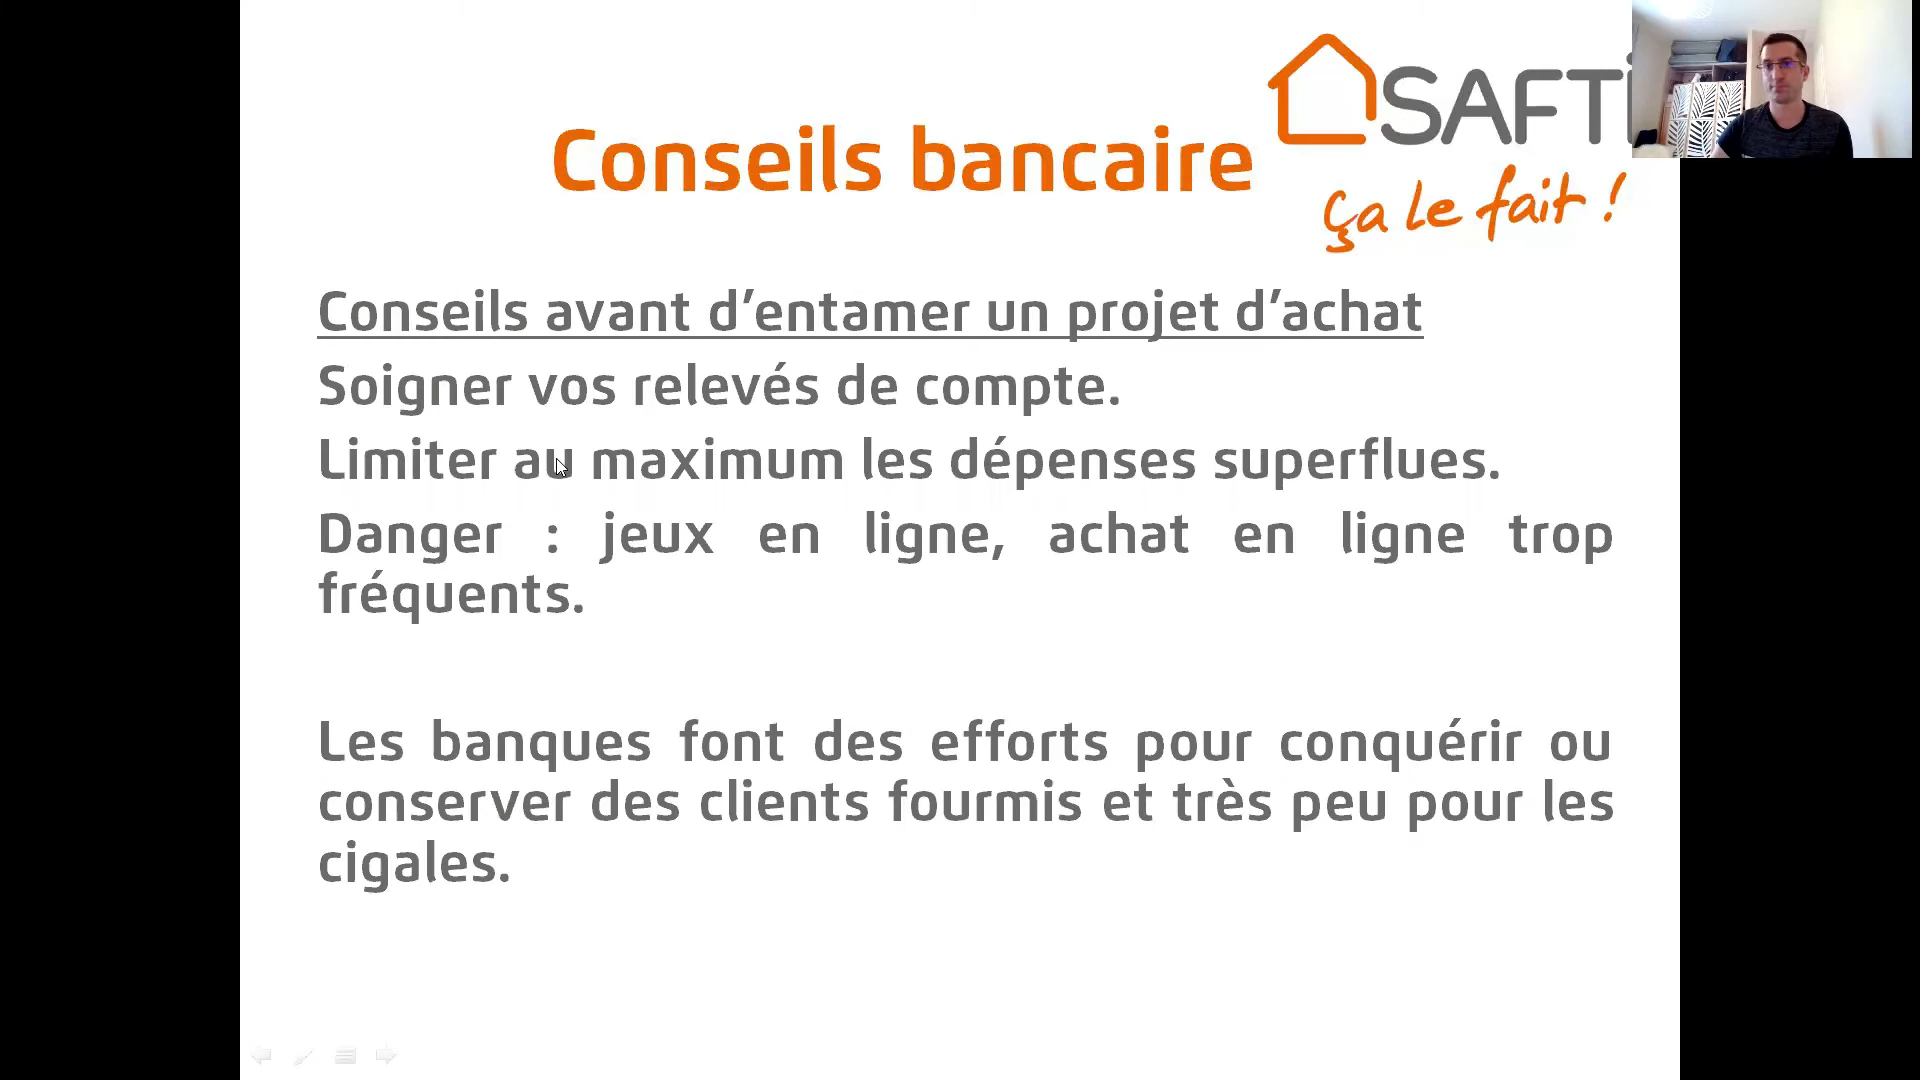 SAFTI
Conseils bancaire
ça le fait !
Conseils avant d’entamer un projet d’achat
Soigner vos relevés de compte.
Limiter au maximum les dépenses superflues.
Danger : jeux en ligne, achat en ligne trop
fréquents.
Les banques font des efforts pour conquérir ou
conserver des clients fourmis et très peu pour les
cigales.